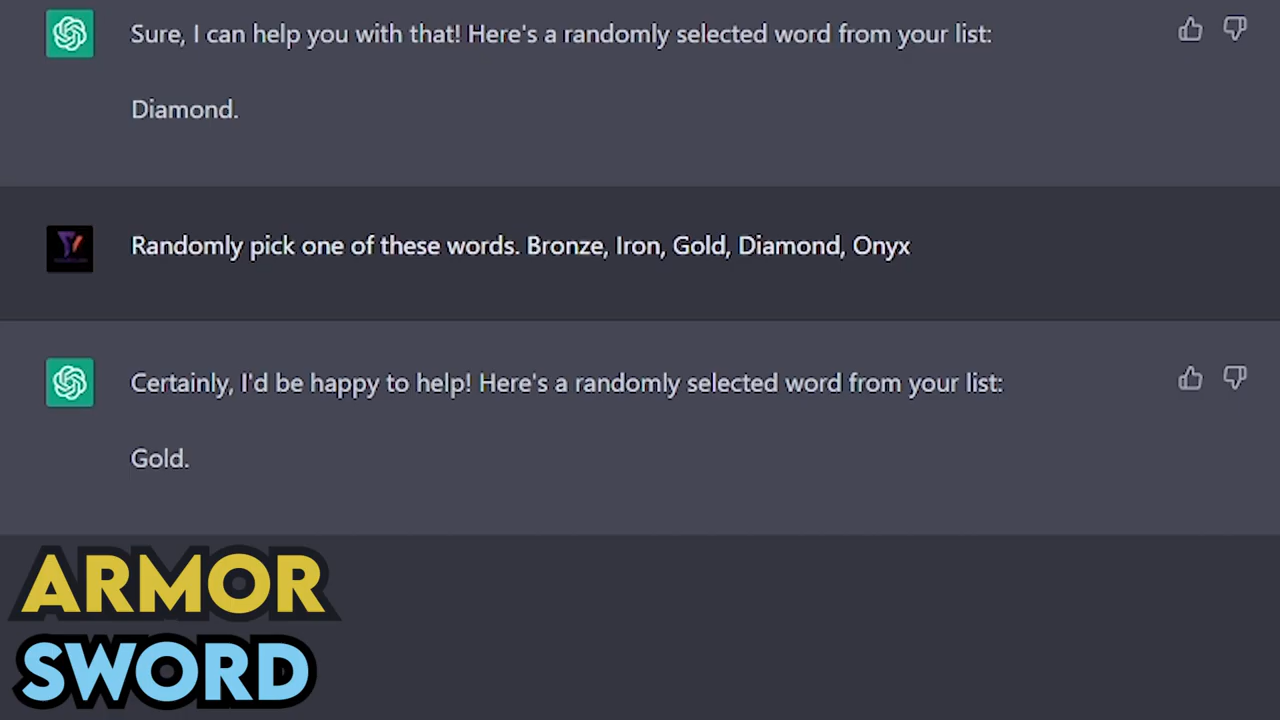 Sure, I can help you with that! Here's a randomly selected word from your list:
Diamond.
Randomly pick one of these words. Bronze, Iron, Gold, Diamond, Onyx
Certainly, I'd be happy to help! Here's a randomly selected word from your list:
Gold.
ARMOR
SWORD